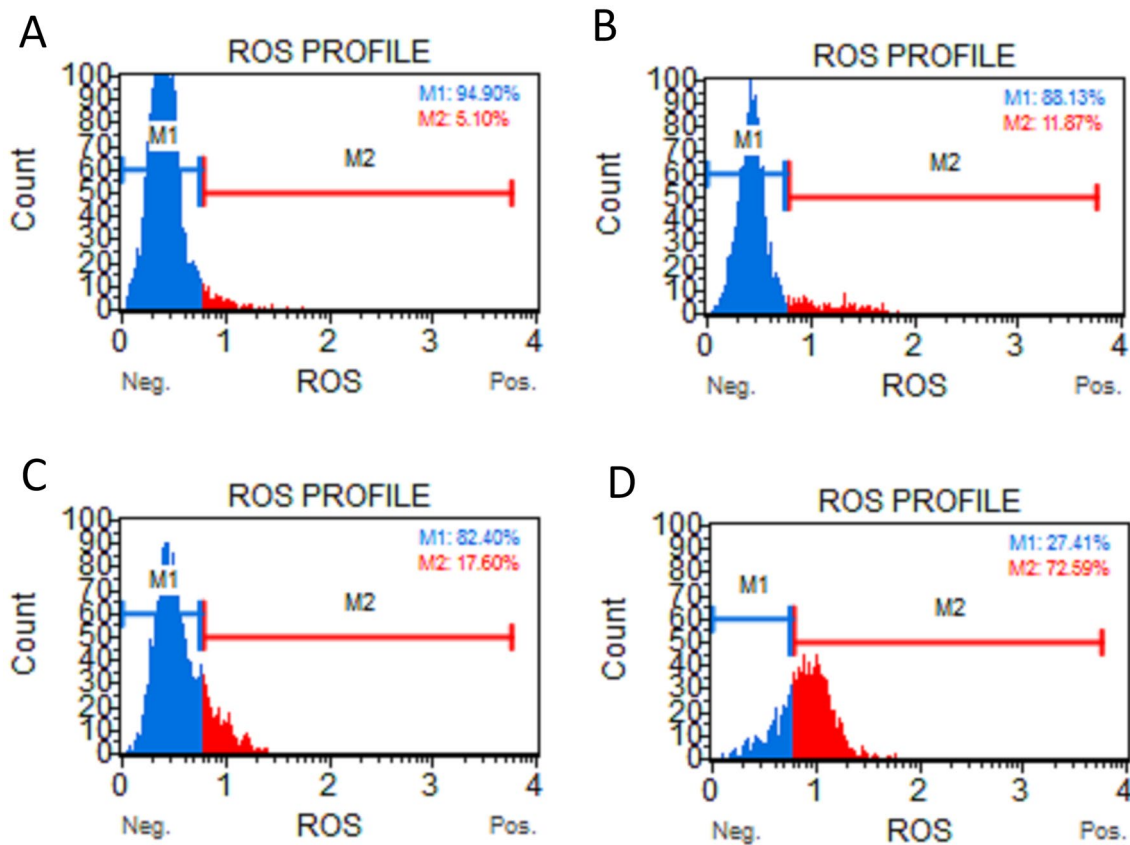 A
ROS PROFILE
M1: 94.90%
M2: 5.10%
M1
M2
Count
100
90
80
70
60
50
40
30
20
10
0
0 1 2 3 4
Neg. ROS Pos.
B
ROS PROFILE
M1: 88.13%
M2: 11.87%
M1
M2
Count
100
90
80
70
60
50
40
30
20
10
0
0 1 2 3 4
Neg. ROS Pos.
C
ROS PROFILE
M1: 82.40%
M2: 17.60%
M1
M2
Count
100
90
80
70
60
50
40
30
20
10
0
0 1 2 3 4
Neg. ROS Pos.
D
ROS PROFILE
M1: 27.41%
M2: 72.59%
M1
M2
Count
100
90
80
70
60
50
40
30
20
10
0
0 1 2 3 4
Neg. ROS Pos.